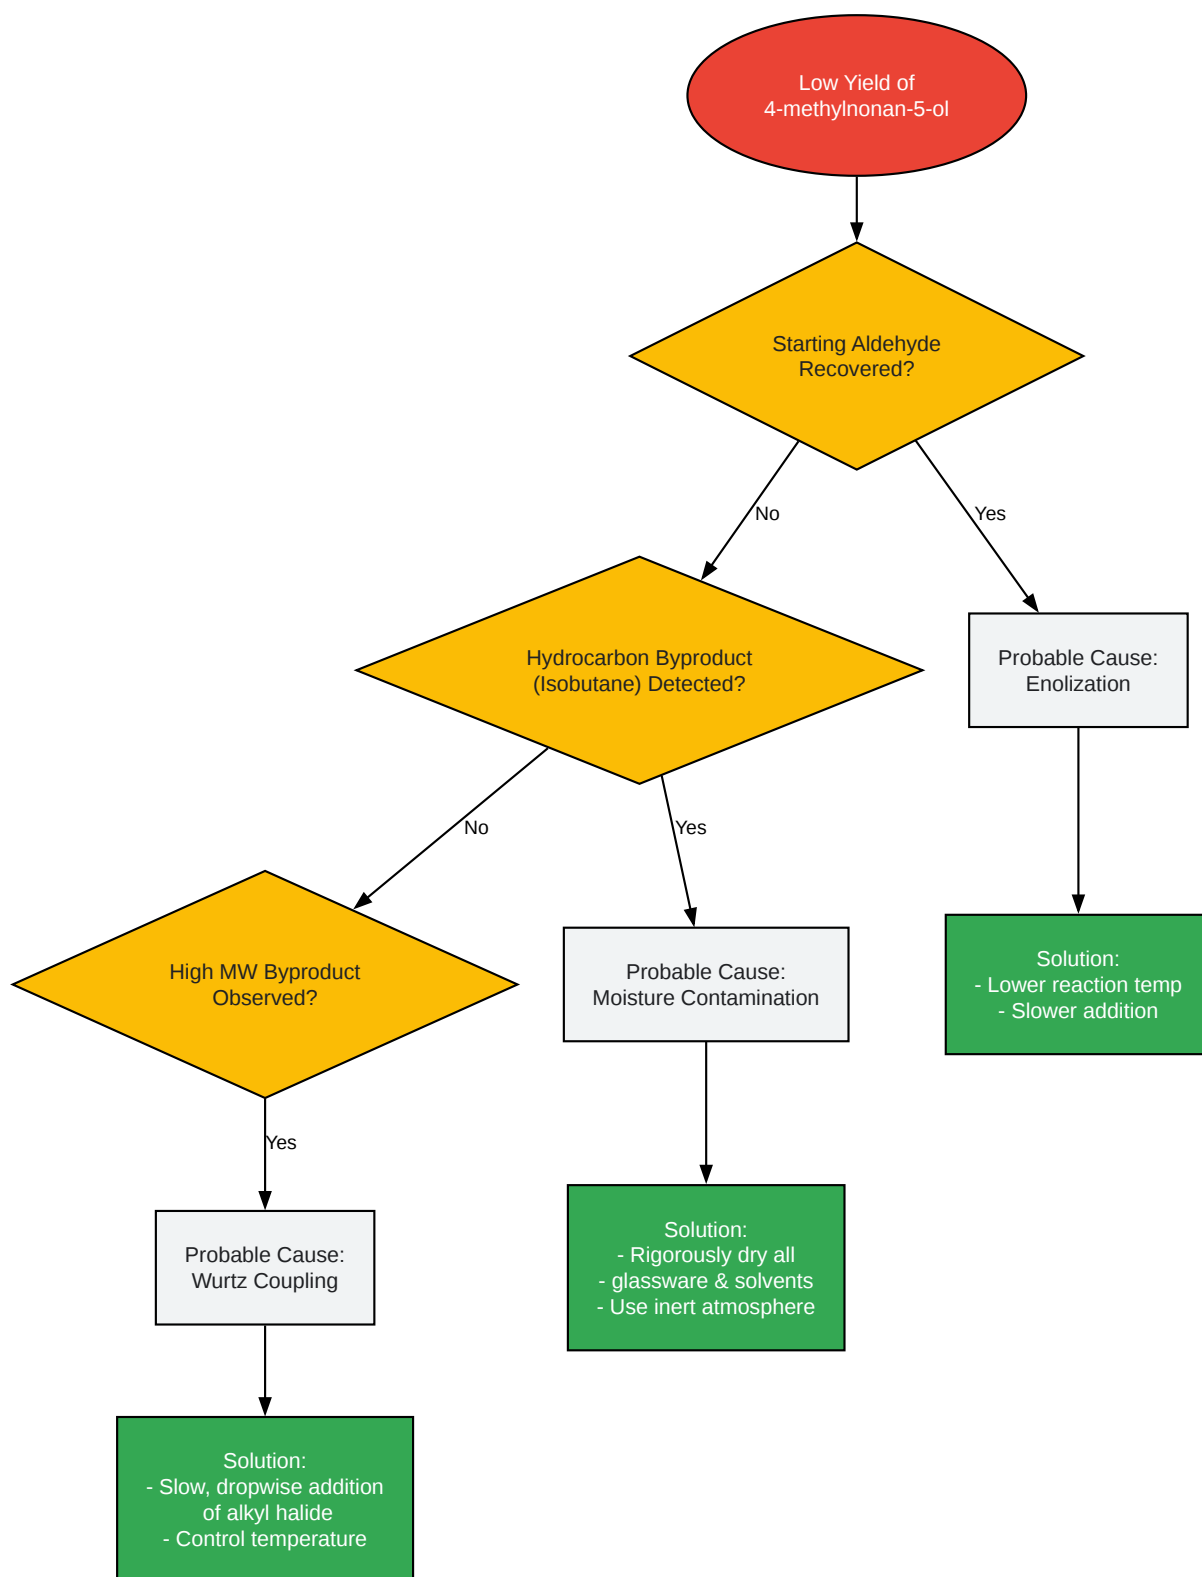 Low Yield of
4-methylnonan-5-ol
Starting Aldehyde
Recovered?
No
Yes
Hydrocarbon Byproduct
(Isobutane) Detected?
Probable Cause:
Enolization
No
Yes
High MW Byproduct
Observed?
Probable Cause:
Moisture Contamination
Solution:
- Lower reaction temp
- Slower addition
Yes
Probable Cause:
Wurtz Coupling
Solution:
- Rigorously dry all
- glassware & solvents
- Use inert atmosphere
Solution:
- Slow, dropwise addition
of alkyl halide
- Control temperature